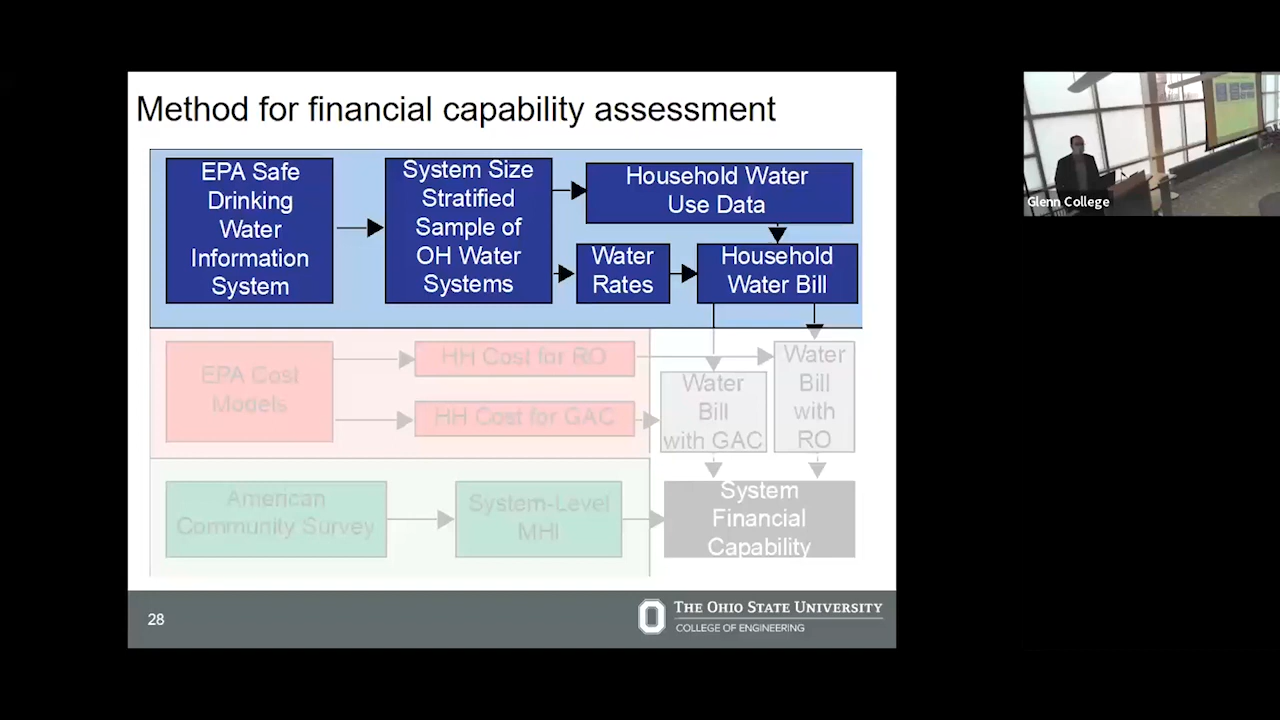 Method for financial capability assessment
EPA Safe
Drinking
Water
Information
System
System Size
Stratified
Sample of
OH Water
Systems
Household Water
Use Data
Water
Rates
Household
Water Bill
EPA Cost
Models
HH Cost for RO
HH Cost for GAC
Water
Bill
with GAC
Water
Bill
with
RO
American
Community Survey
System-Level
MHI
System
Financial
Capability
28
THE OHIO STATE UNIVERSITY
COLLEGE OF ENGINEERING
Glenn College